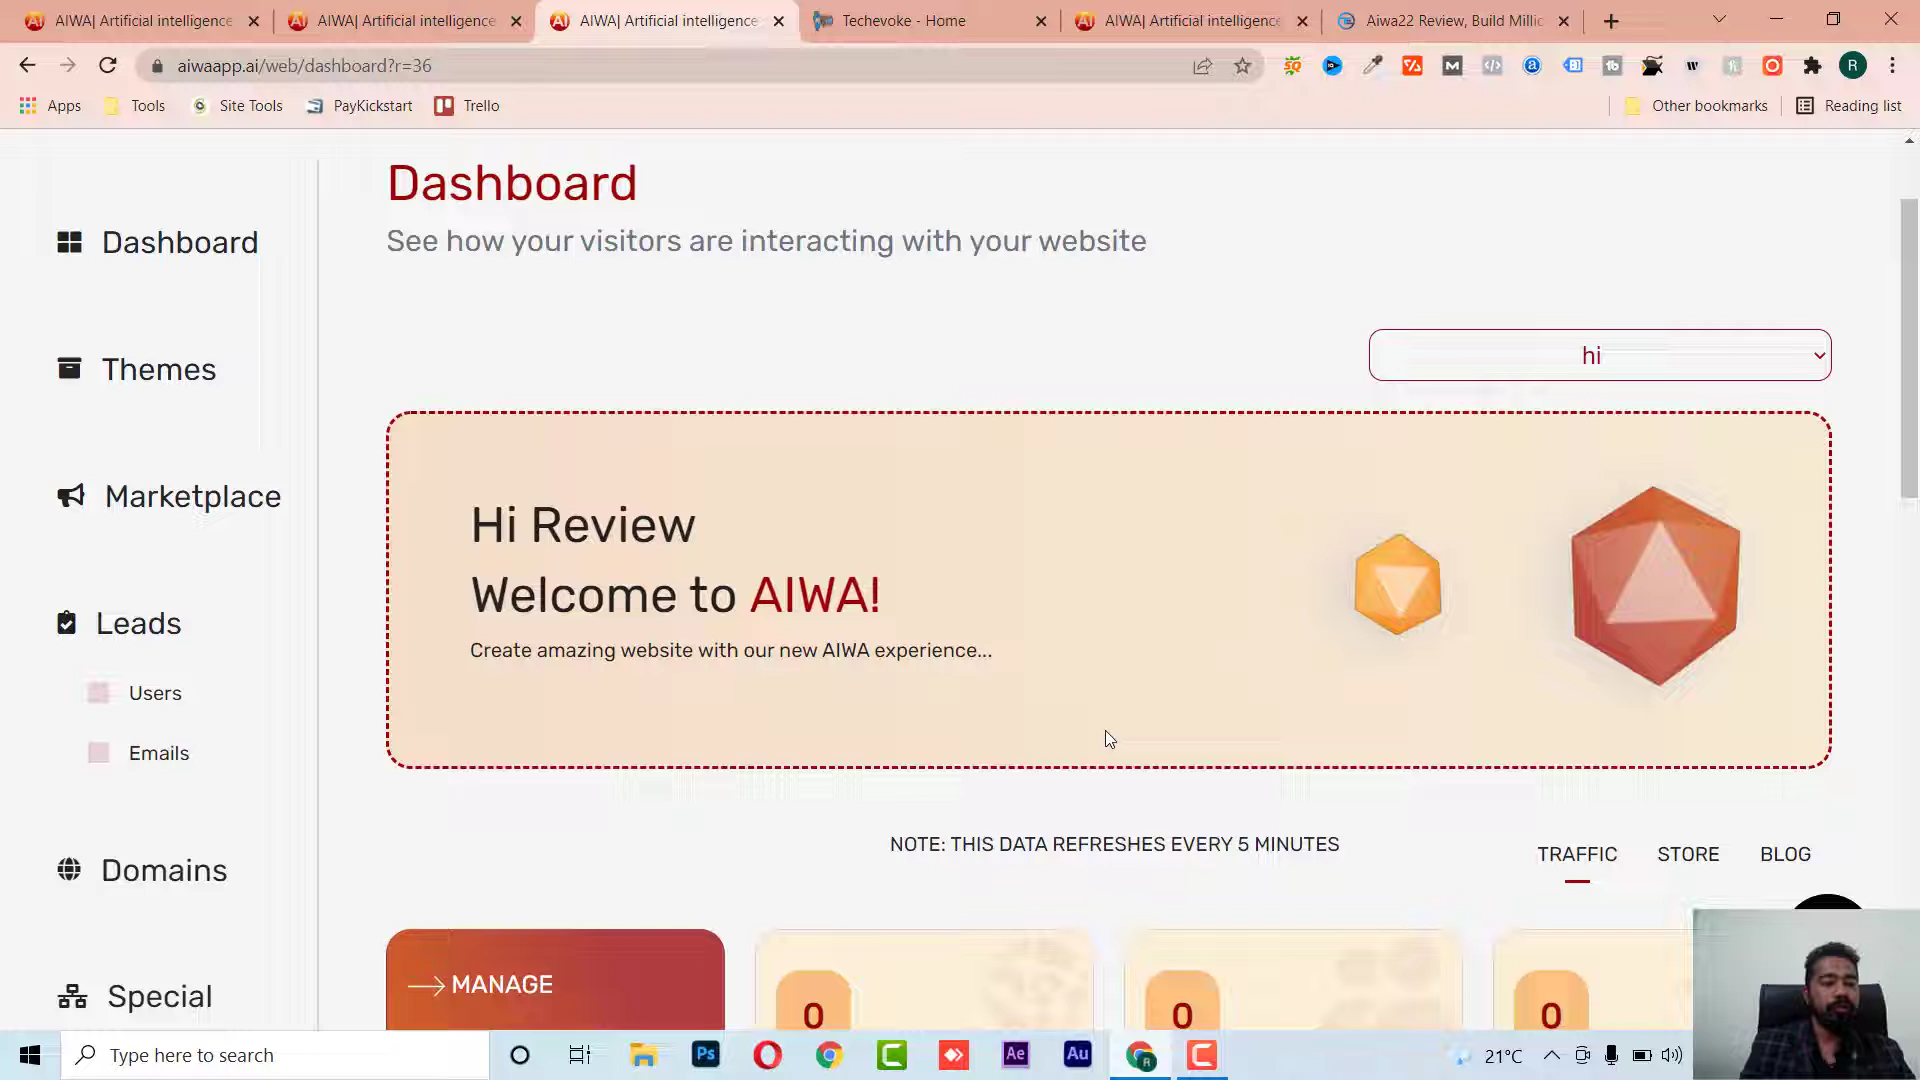 AIWA| Artificial intelligence
AIWA| Artificial intelligence
AIWA| Artificial intelligence
Techevoke - Home
AIWA| Artificial intelligence
Aiwa22 Review, Build Millio
aiwaapp.ai/web/dashboard?r=36
R
Apps
Tools
Site Tools
PayKickstart
Trello
Other bookmarks
Reading list
Dashboard
See how your visitors are interacting with your website
Dashboard
Themes
Marketplace
Leads
Users
Emails
Domains
Special
hi
Hi Review
Welcome to AIWA!
Create amazing website with our new AIWA experience...
NOTE: THIS DATA REFRESHES EVERY 5 MINUTES
TRAFFIC
STORE
BLOG
MANAGE
0
0
0
Type here to search
Ps
Ae
Au
21°C